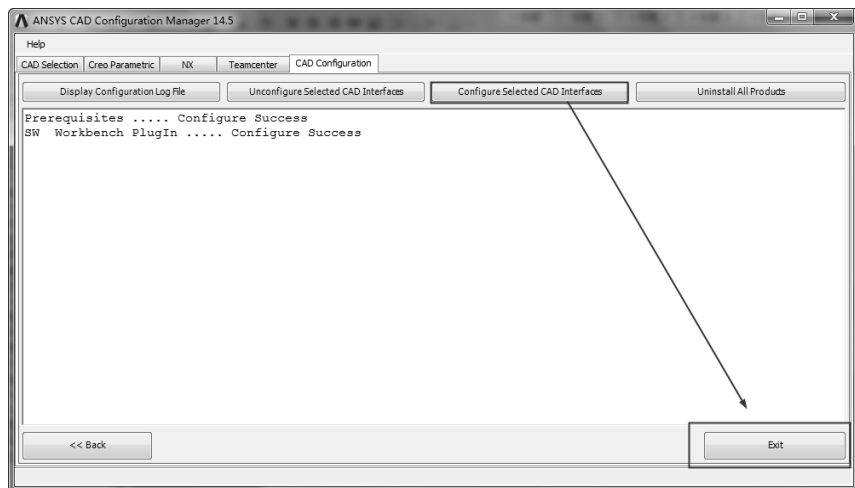 ANSYS CAD Configuration Manager 14.5
Help
CAD Selection Creo Parametric NX Teamcenter CAD Configuration
Display Configuration Log File Unconfigure Selected CAD Interfaces Configure Selected CAD Interfaces Uninstall All Products
Prerequisites ..... Configure Success
SW Workbench PlugIn ..... Configure Success
<< Back Exit